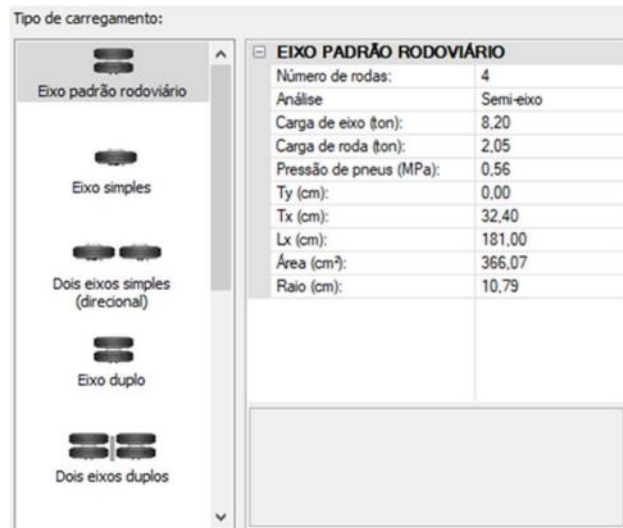 Tipo de carregamento:
Eixo padrão rodoviário
Eixo simples
Dois eixos simples
(direcional)
Eixo duplo
Dois eixos duplos
EIXO PADRÃO RODOVIÁRIO
Número de rodas: 4
Análise Semi-eixo
Carga de eixo (ton): 8,20
Carga de roda (ton): 2,05
Pressão de pneus (MPa): 0,56
Ty (cm): 0,00
Tx (cm): 32,40
Lx (cm): 181,00
Área (cm²): 366,07
Raio (cm): 10,79